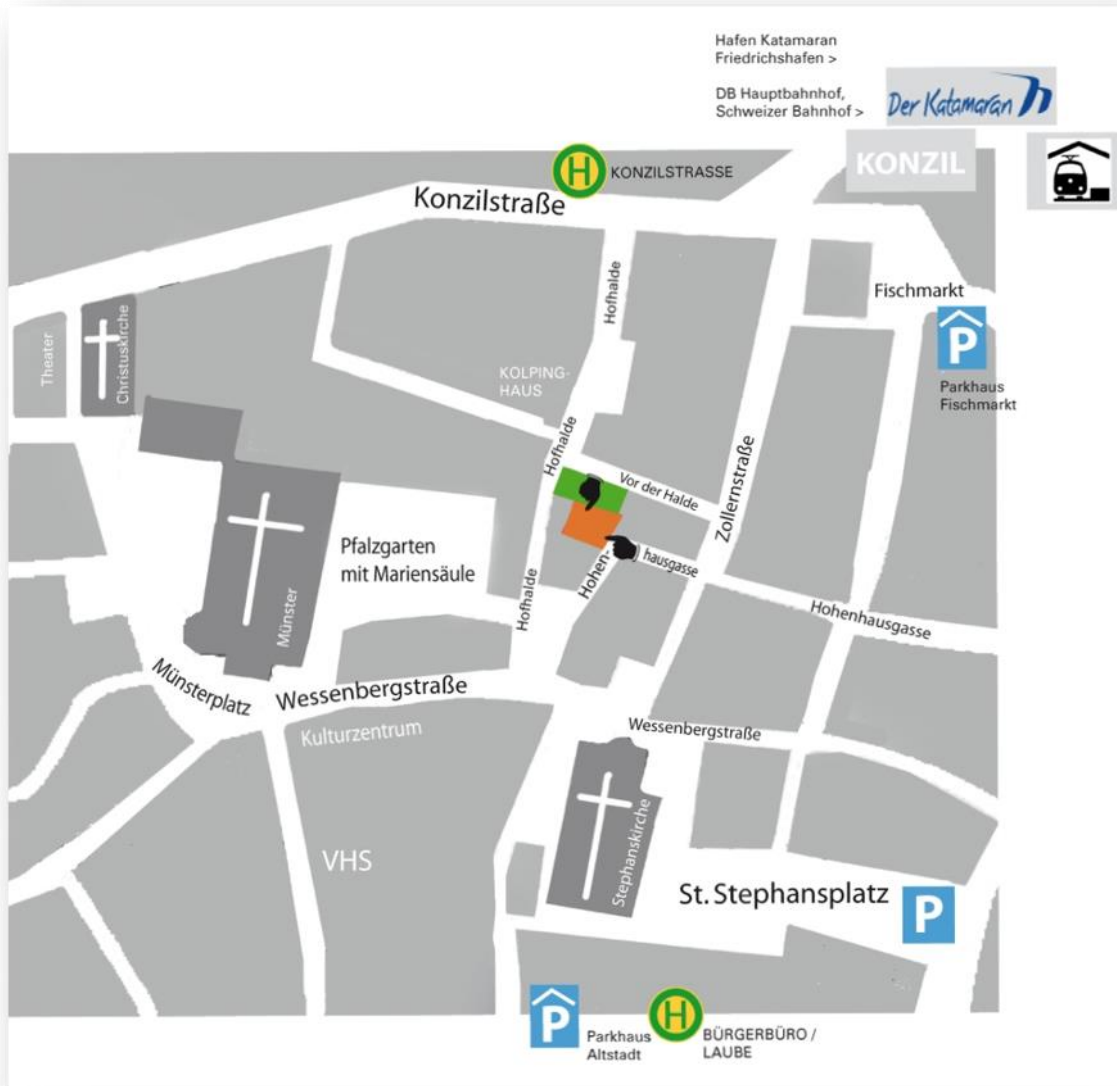 Hafen Katamaran
Friedrichshafen >
DB Hauptbahnhof,
Schweizer Bahnhof >
Der Katamaran
KONZIL
H
KONZILSTRASSE
Konzilstraße
Hofhalde
Fischmarkt
P
Parkhaus
Fischmarkt
Theater
Christuskirche
KOLPING-
HAUS
Hofhalde
Vor der Halde
Zollernstraße
Pfalzgarten
mit Mariensäule
Münster
Hofhalde
Hohen-
hausgasse
Hohenhausgasse
Münsterplatz
Wessenbergstraße
Kulturzentrum
Wessenbergstraße
VHS
Stephanskirche
St. Stephansplatz
P
P
Parkhaus
Altstadt
H
BÜRGERBÜRO /
LAUBE